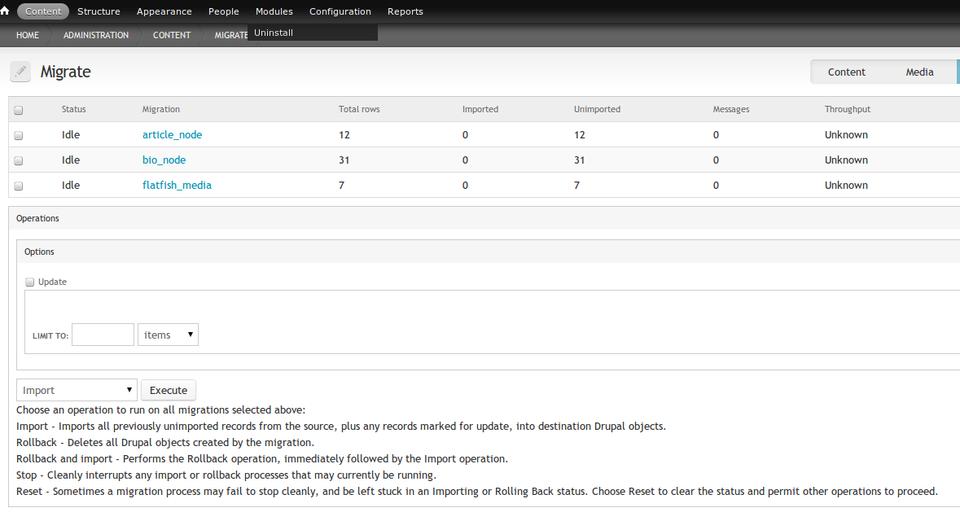 Content Structure Appearance People Modules Configuration Reports
Uninstall
HOME ADMINISTRATION CONTENT MIGRATE
Migrate Content Media
Status Migration Total rows Imported Unimported Messages Throughput
Idle article_node 12 0 12 0 Unknown
Idle bio_node 31 0 31 0 Unknown
Idle flatfish_media 7 0 7 0 Unknown
Operations
Options
Update
LIMIT TO: items
Import Execute
Choose an operation to run on all migrations selected above:
Import - Imports all previously unimported records from the source, plus any records marked for update, into destination Drupal objects.
Rollback - Deletes all Drupal objects created by the migration.
Rollback and import - Performs the Rollback operation, immediately followed by the Import operation.
Stop - Cleanly interrupts any import or rollback processes that may currently be running.
Reset - Sometimes a migration process may fail to stop cleanly, and be left stuck in an Importing or Rolling Back status. Choose Reset to clear the status and permit other operations to proceed.